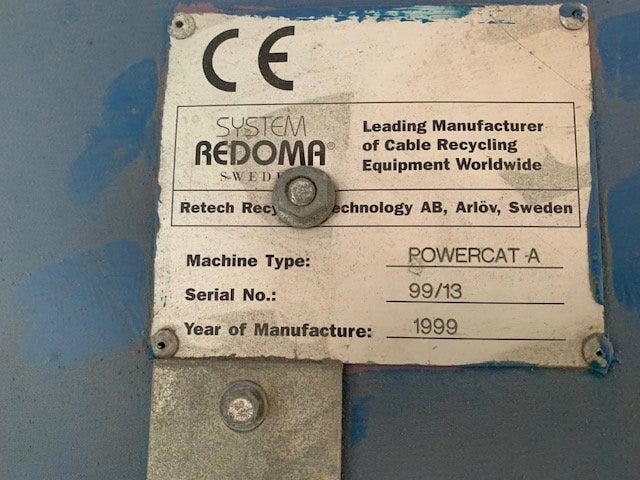 CE
SYSTEM
REDOMA®
SWED
Leading Manufacturer
of Cable Recycling
Equipment Worldwide
Retech Recy echnology AB, Arlöv, Sweden
Machine Type: POWERCAT A
Serial No.: 99/13
Year of Manufacture: 1999